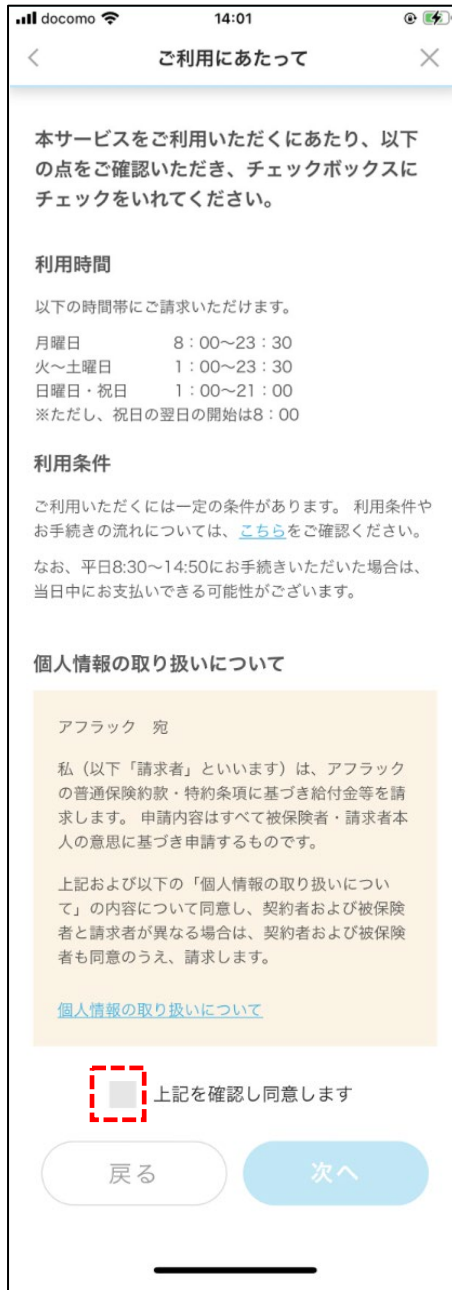 docomo 14:01
ご利用にあたって
本サービスをご利用いただくにあたり、以下
の点をご確認いただき、チェックボックスに
チェックをいれてください。
利用時間
以下の時間帯にご請求いただけます。
月曜日 8：00〜23：30
火〜土曜日 1：00〜23：30
日曜日・祝日 1：00〜21：00
※ただし、祝日の翌日の開始は8：00
利用条件
ご利用いただくには一定の条件があります。 利用条件や
お手続きの流れについては、こちらをご確認ください。
なお、平日8:30〜14:50にお手続きいただいた場合は、
当日中にお支払いできる可能性がございます。
個人情報の取り扱いについて
アフラック　宛
私（以下「請求者」といいます）は、アフラック
の普通保険約款・特約条項に基づき給付金等を請
求します。 申請内容はすべて被保険者・請求者本
人の意思に基づき申請するものです。
上記および以下の「個人情報の取り扱いについ
て」の内容について同意し、契約者および被保険
者と請求者が異なる場合は、契約者および被保険
者も同意のうえ、請求します。
個人情報の取り扱いについて
上記を確認し同意します
戻る 次へ